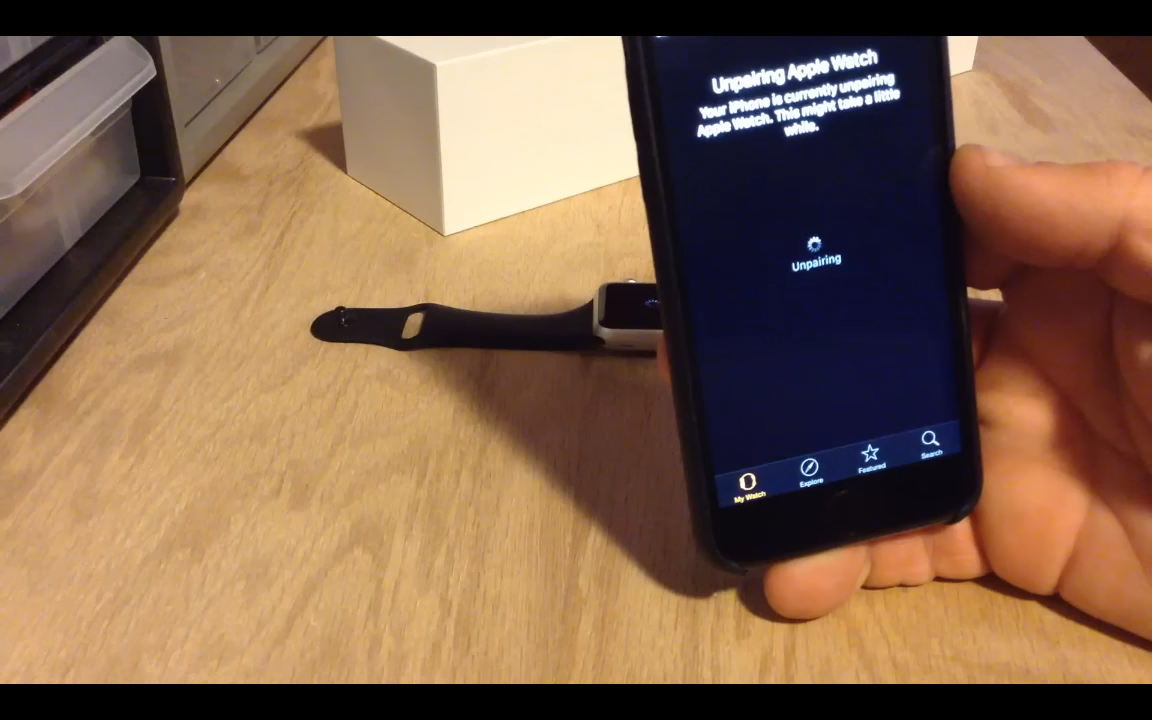 Unpairing Apple Watch
Your iPhone is currently unpairing
Apple Watch. This might take a little
while.
Unpairing
My Watch
Explore
Featured
Search